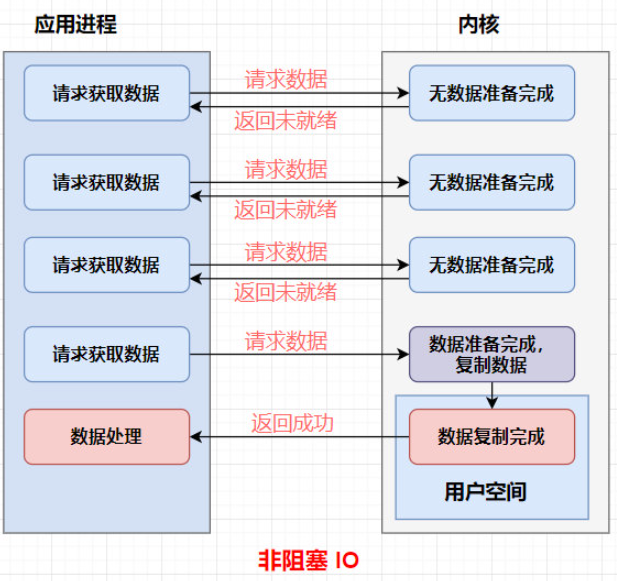 应用进程
内核
请求获取数据
请求数据
无数据准备完成
返回未就绪
请求获取数据
请求数据
无数据准备完成
返回未就绪
请求获取数据
请求数据
无数据准备完成
返回未就绪
请求获取数据
请求数据
数据准备完成，
复制数据
数据处理
返回成功
数据复制完成
用户空间
非阻塞 IO